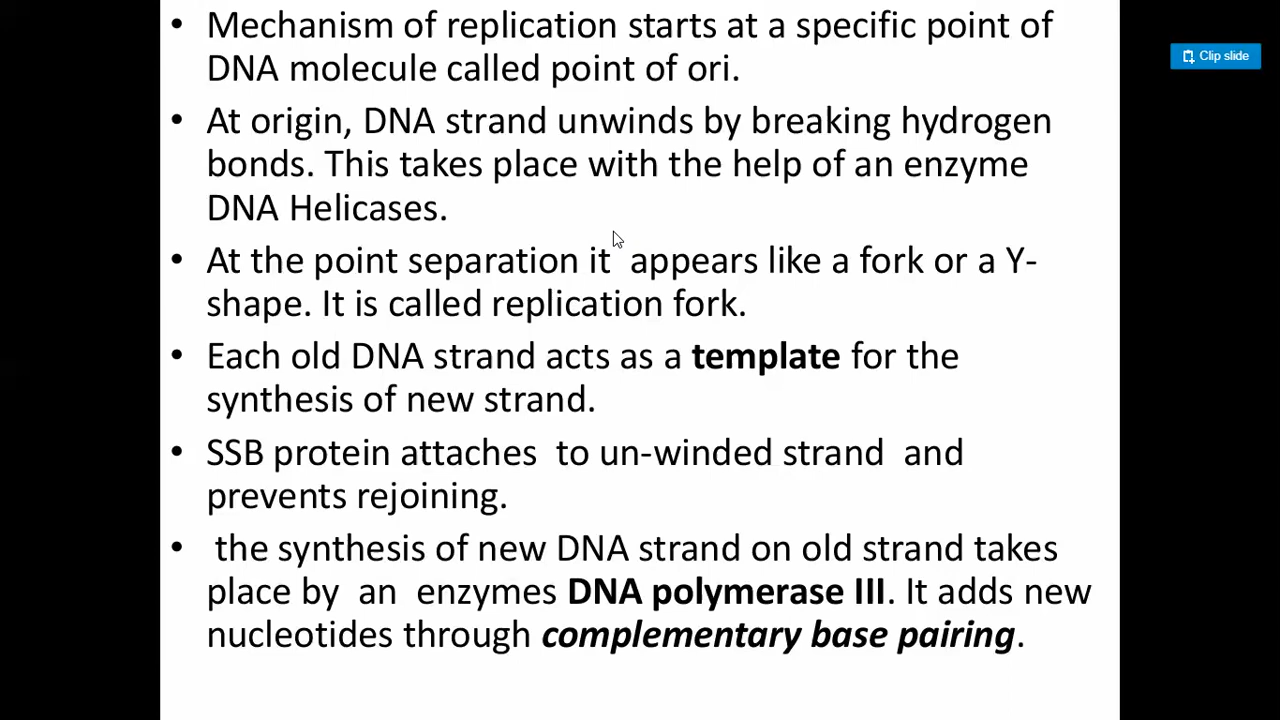 • Mechanism of replication starts at a specific point of
DNA molecule called point of ori.
• At origin, DNA strand unwinds by breaking hydrogen
bonds. This takes place with the help of an enzyme
DNA Helicases.
• At the point separation it appears like a fork or a Y-
shape. It is called replication fork.
• Each old DNA strand acts as a template for the
synthesis of new strand.
• SSB protein attaches to un-winded strand and
prevents rejoining.
• the synthesis of new DNA strand on old strand takes
place by an enzymes DNA polymerase III. It adds new
nucleotides through complementary base pairing.
Clip slide